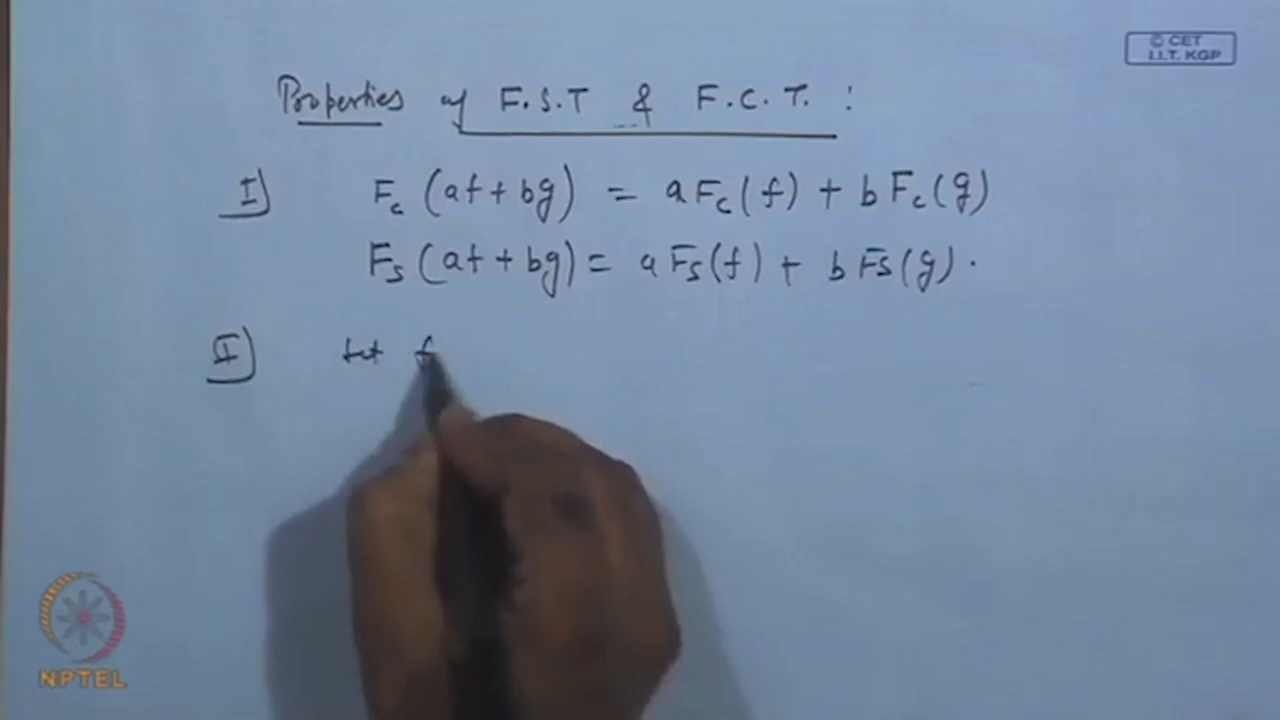 © CET
I.I.T. KGP
Properties of F.S.T & F.C.T. :
I) Fc (af + bg) = a Fc(f) + b Fc(g)
Fs (af + bg) = a Fs(f) + b Fs(g).
II) Let f
NPTEL